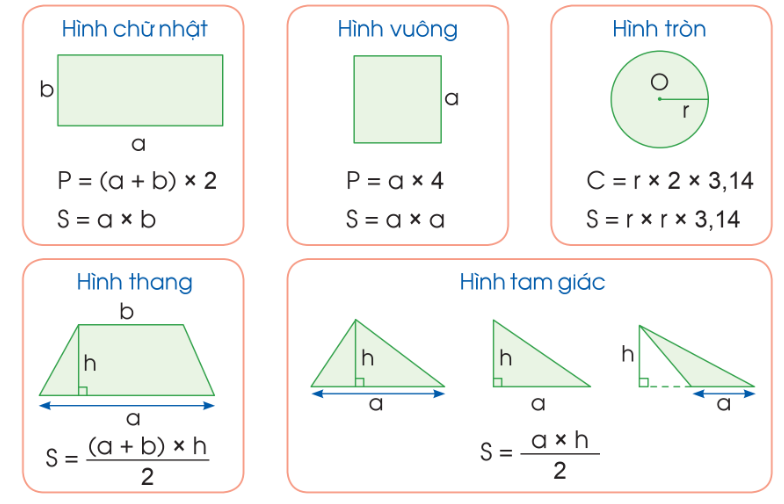 Hình chữ nhật
b
a
P = (a + b) × 2
S = a × b
Hình vuông
a
P = a × 4
S = a × a
Hình tròn
O
r
C = r × 2 × 3,14
S = r × r × 3,14
Hình thang
b
h
a
S = (a + b) × h / 2
Hình tam giác
h
a
h
a
h
a
S = a × h / 2